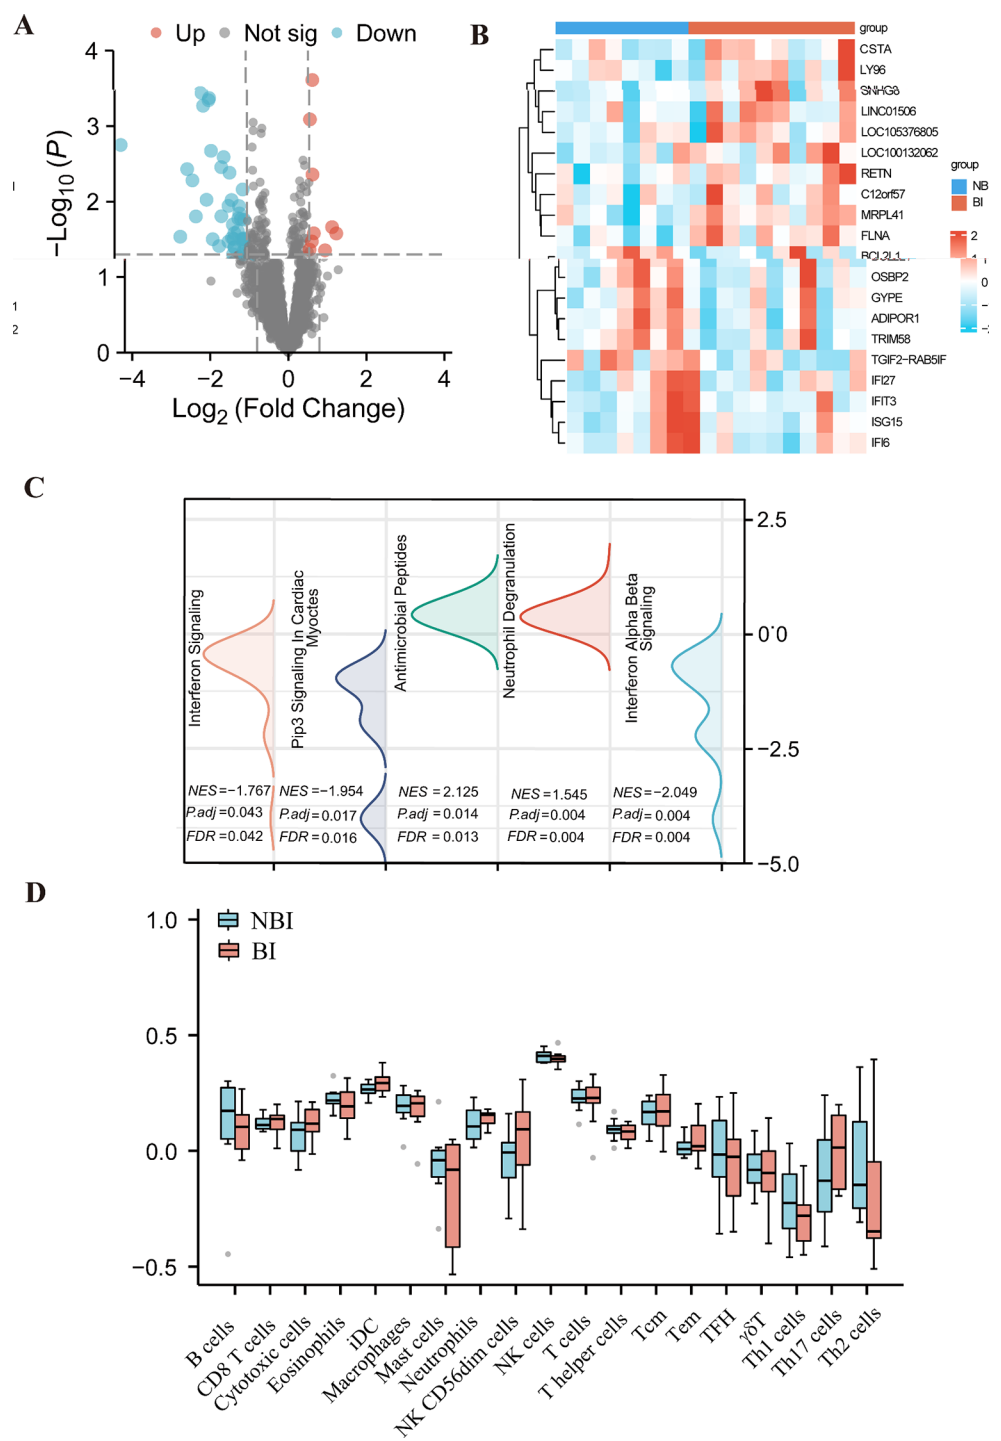 A
Up
Not sig
Down
4
3
2
1
0
−Log10 (P)
−4
−2
0
2
4
Log2 (Fold Change)
l
1
2
B
group
CSTA
LY96
SNHG8
LINC01506
LOC105376805
LOC100132062
RETN
C12orf57
MRPL41
FLNA
BCL2L1
OSBP2
GYPE
ADIPOR1
TRIM58
TGIF2−RAB5IF
IFI27
IFIT3
ISG15
IFI6
group
NB
BI
2
1
0
C
Interferon Signaling
Pip3 Signaling In Cardiac
Myoctes
Antimicrobial Peptides
Neutrophil Degranulation
Interferon Alpha Beta
Signaling
2.5
0.0
−2.5
−5.0
NES=−1.767
P.adj=0.043
FDR=0.042
NES=−1.954
P.adj=0.017
FDR=0.016
NES=2.125
P.adj=0.014
FDR=0.013
NES=1.545
P.adj=0.004
FDR=0.004
NES=−2.049
P.adj=0.004
FDR=0.004
D
NBI
BI
1.0
0.5
0.0
−0.5
B cells
CD8 T cells
Cytotoxic cells
Eosinophils
iDC
Macrophages
Mast cells
Neutrophils
NK CD56dim cells
NK cells
T cells
T helper cells
Tcm
Tem
TFH
γδT
Th1 cells
Th17 cells
Th2 cells